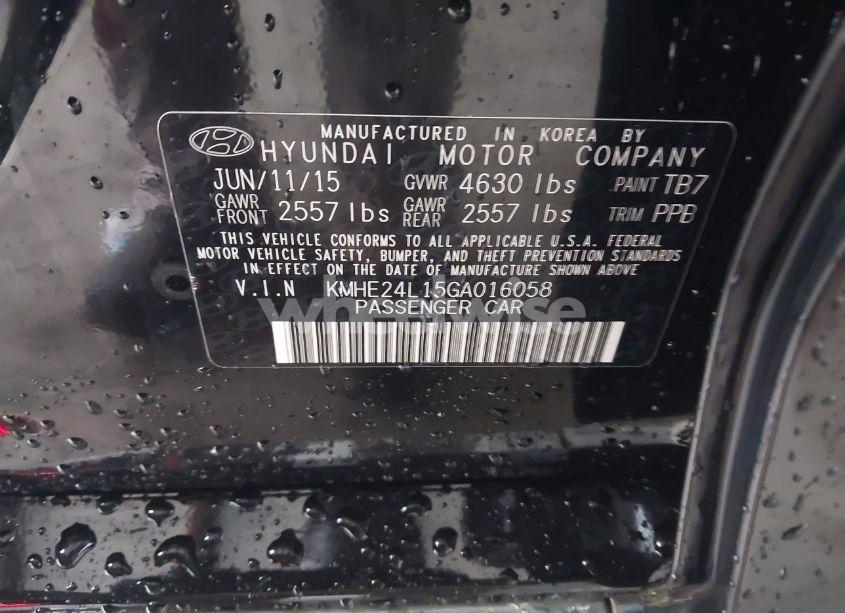 MANUFACTURED IN KOREA BY
HYUNDAI MOTOR COMPANY
JUN/11/15 GVWR 4630 lbs PAINT TB7
GAWR FRONT 2557 lbs GAWR REAR 2557 lbs TRIM PPB
THIS VEHICLE CONFORMS TO ALL APPLICABLE U.S.A. FEDERAL
MOTOR VEHICLE SAFETY, BUMPER, AND THEFT PREVENTION STANDARDS
IN EFFECT ON THE DATE OF MANUFACTURE SHOWN ABOVE
V.I.N KMHE24L15GA016058
PASSENGER CAR
wheelwise